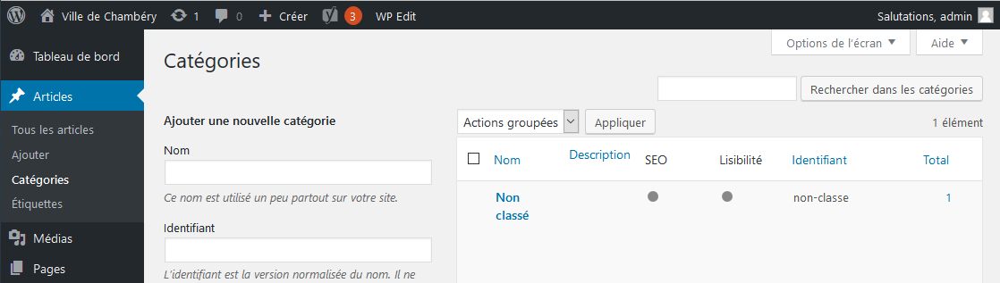 Ville de Chambéry 1 0 Créer 3 WP Edit Salutations, admin
Options de l'écran Aide
Tableau de bord
Articles
Tous les articles
Ajouter
Catégories
Étiquettes
Médias
Pages
Catégories
Rechercher dans les catégories
Ajouter une nouvelle catégorie
Nom
Ce nom est utilisé un peu partout sur votre site.
Identifiant
L'identifiant est la version normalisée du nom. Il ne
Actions groupées Appliquer 1 élément
Nom Description SEO Lisibilité Identifiant Total
Non non-classe 1
classé